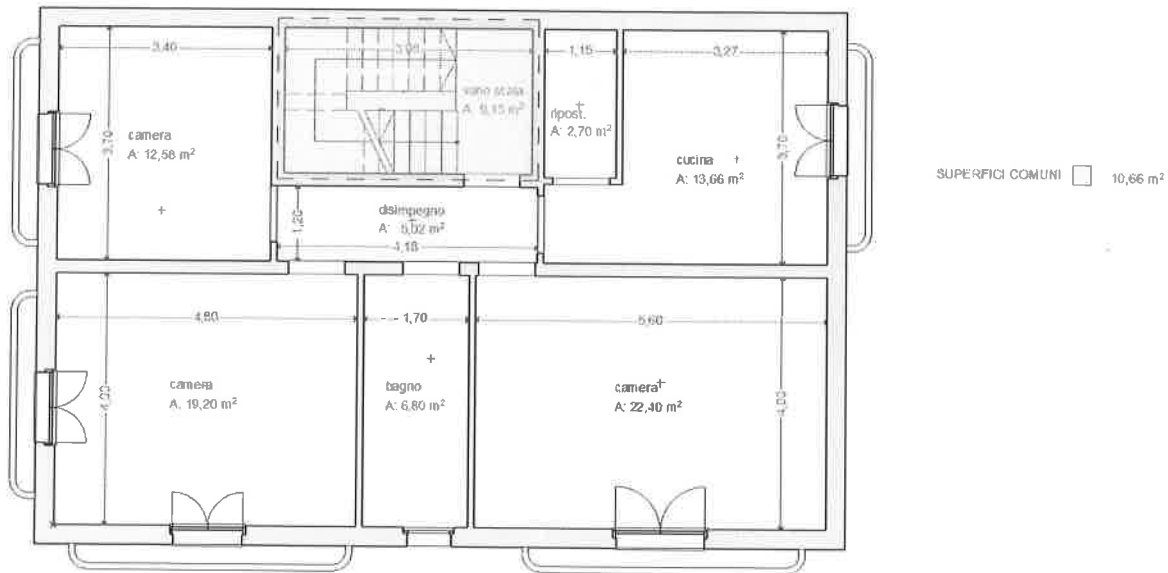 3,40
1,15
3,27
vano scala
A: 9,15 m²
ripost.
A: 2,70 m²
camera
A: 12,58 m²
3,70
cucina
A: 13,66 m²
3,70
SUPERFICI COMUNI 10,66 m²
disimpegno
A: 5,02 m²
1,20
4,18
4,80
1,70
5,60
camera
A: 19,20 m²
bagno
A: 6,80 m²
camera
A: 22,40 m²
4,00
4,00